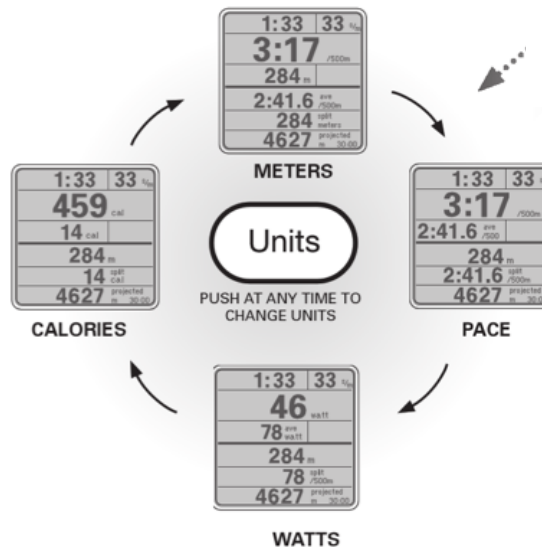 1:33 33 s/m
3:17 /500m
284 m
2:41.6 ave /500m
284 split meters
4627 projected m 30:00
METERS
1:33 33 s/m
459 cal
14 cal
284 m
14 split cal
4627 projected m 30:00
CALORIES
Units
PUSH AT ANY TIME TO
CHANGE UNITS
1:33 33
3:17 /500m
2:41.6 ave /500
284 m
2:41.6 split /500m
4627 projected m 30:00
PACE
1:33 33 s/m
46 watt
78 ave watt
284 m
78 split /500m
4627 projected m 30:00
WATTS